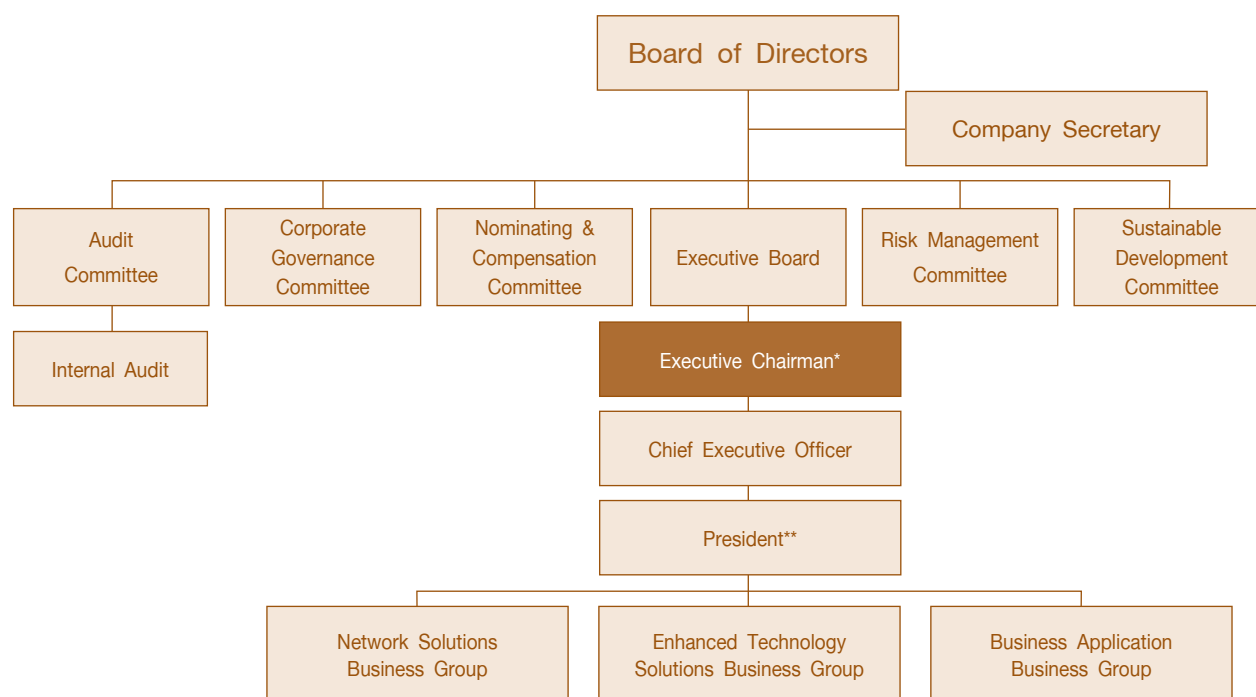 Board of Directors
Company Secretary
Audit
Committee
Corporate
Governance
Committee
Nominating &
Compensation
Committee
Executive Board
Risk Management
Committee
Sustainable
Development
Committee
Internal Audit
Executive Chairman*
Chief Executive Officer
President**
Network Solutions
Business Group
Enhanced Technology
Solutions Business Group
Business Application
Business Group